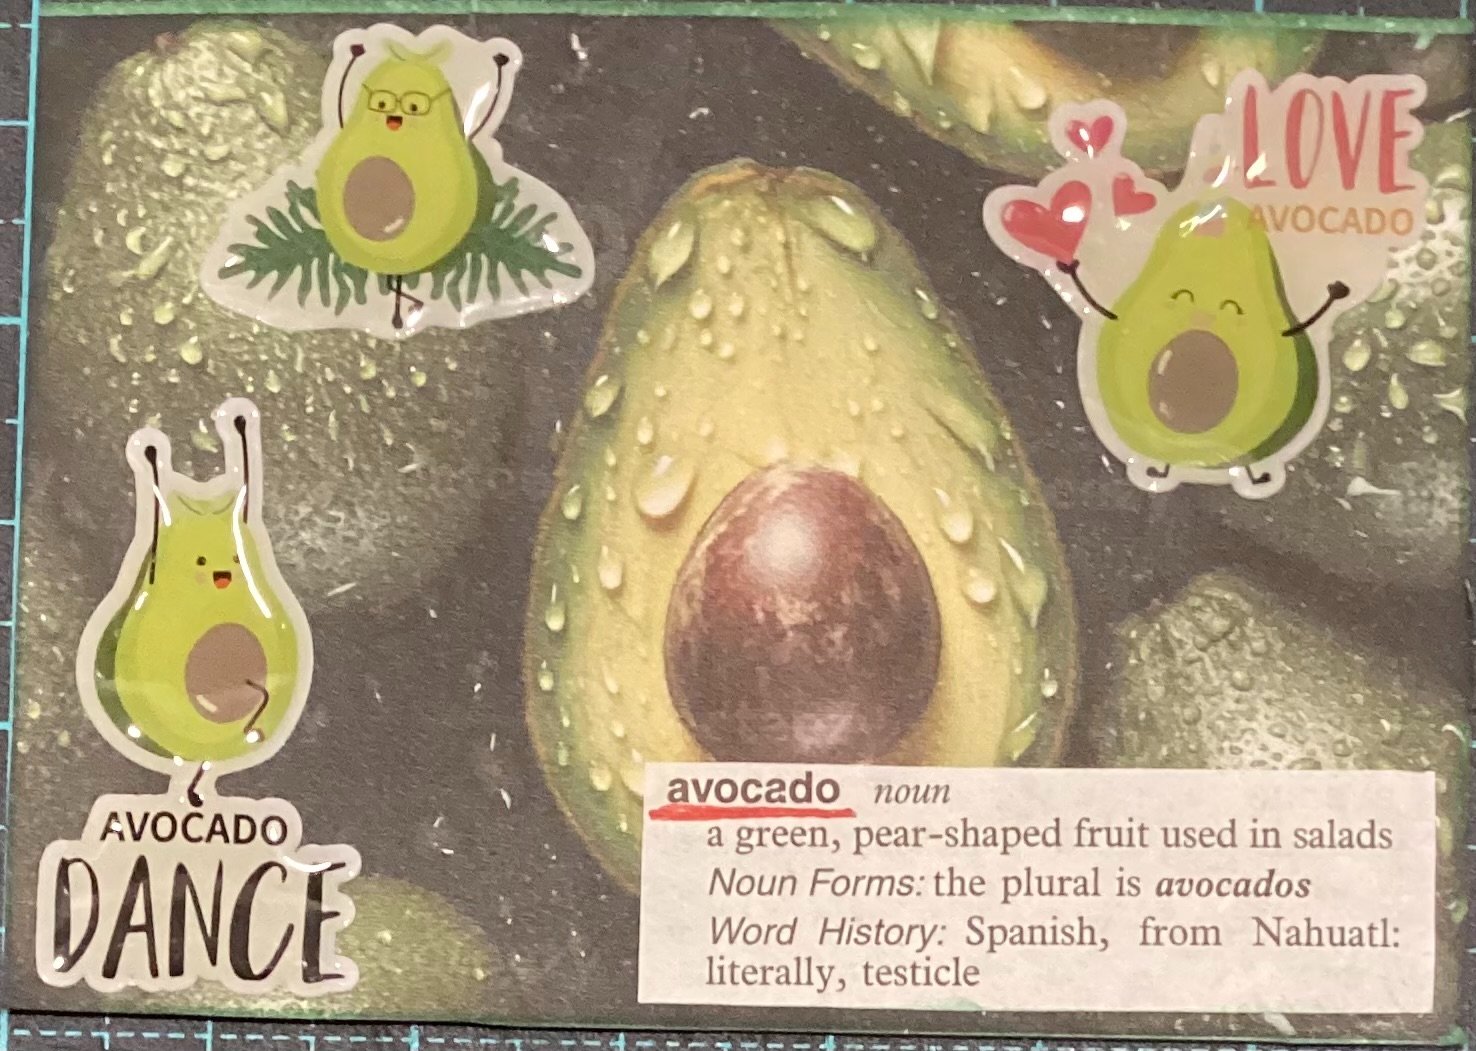 LOVE
AVOCADO
AVOCADO
DANCE
avocado noun
a green, pear-shaped fruit used in salads
Noun Forms: the plural is avocados
Word History: Spanish, from Nahuatl:
literally, testicle